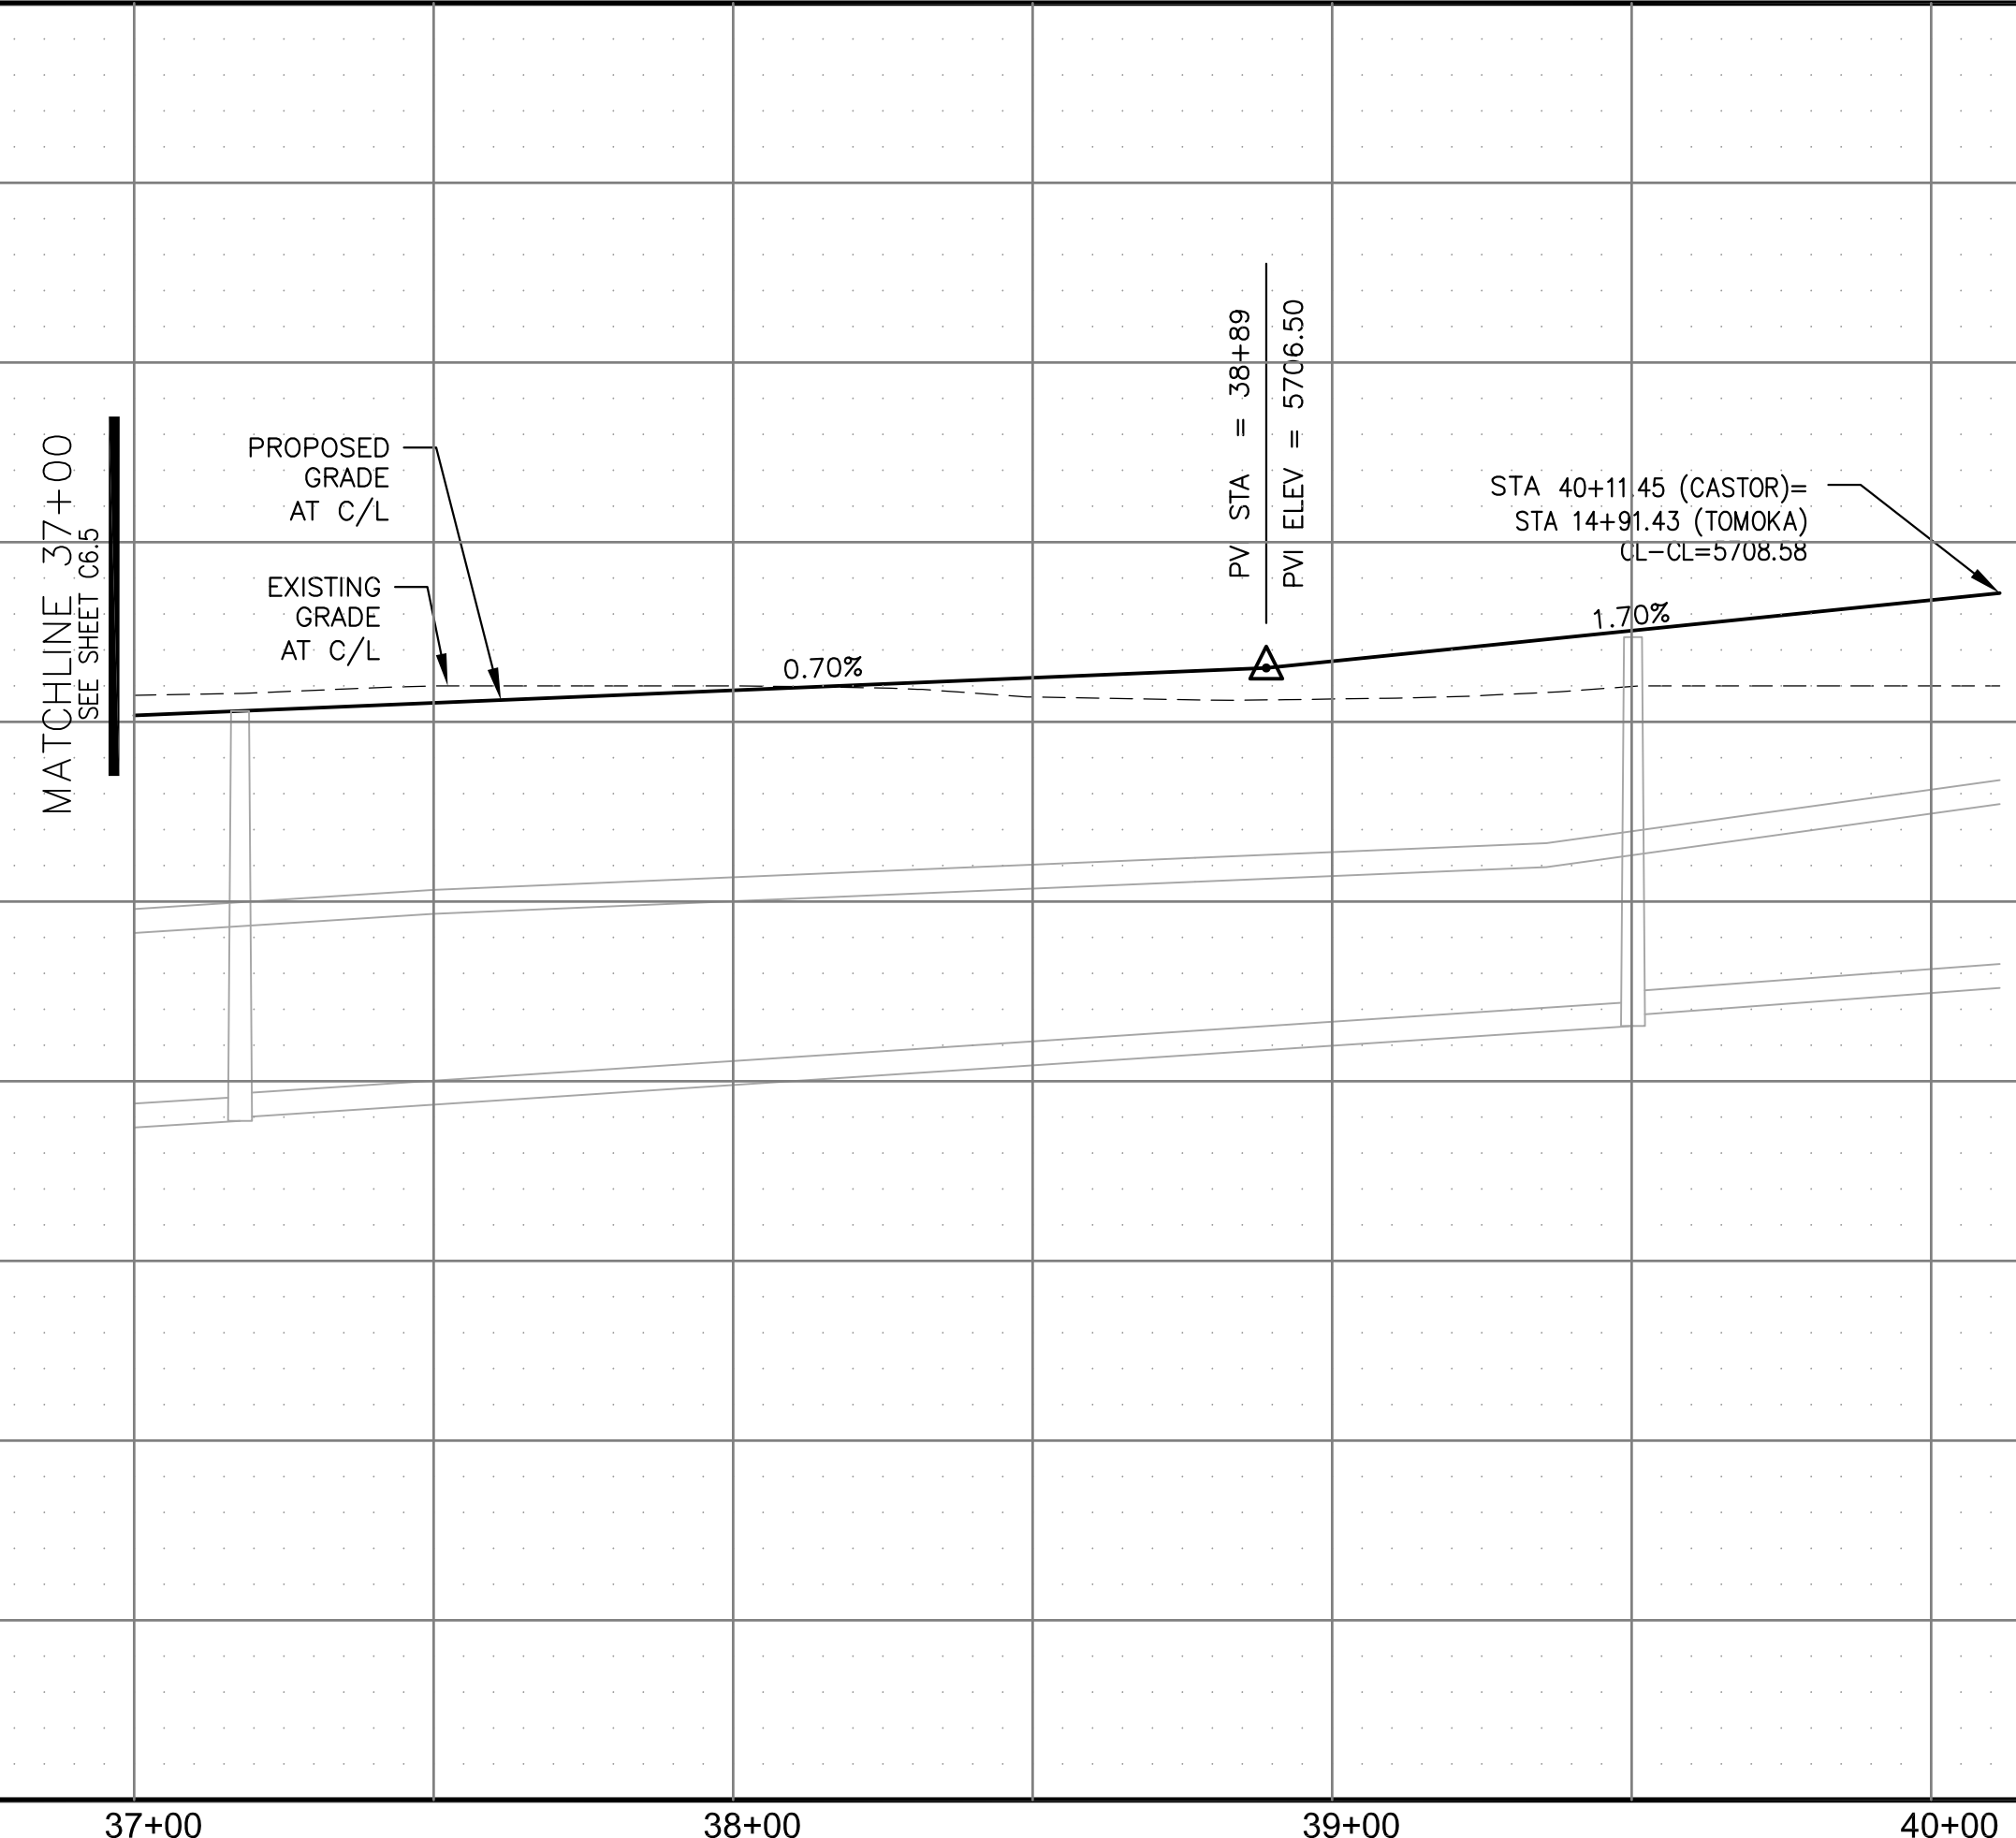 MATCHLINE 37+00
SEE SHEET C6.5
PROPOSED
GRADE
AT C/L
EXISTING
GRADE
AT C/L
0.70%
PV STA = 38+89
PVI ELEV = 5706.50
STA 40+11.45 (CASTOR)=
STA 14+91.43 (TOMOKA)
CL-CL=5708.58
1.70%
37+00
38+00
39+00
40+00